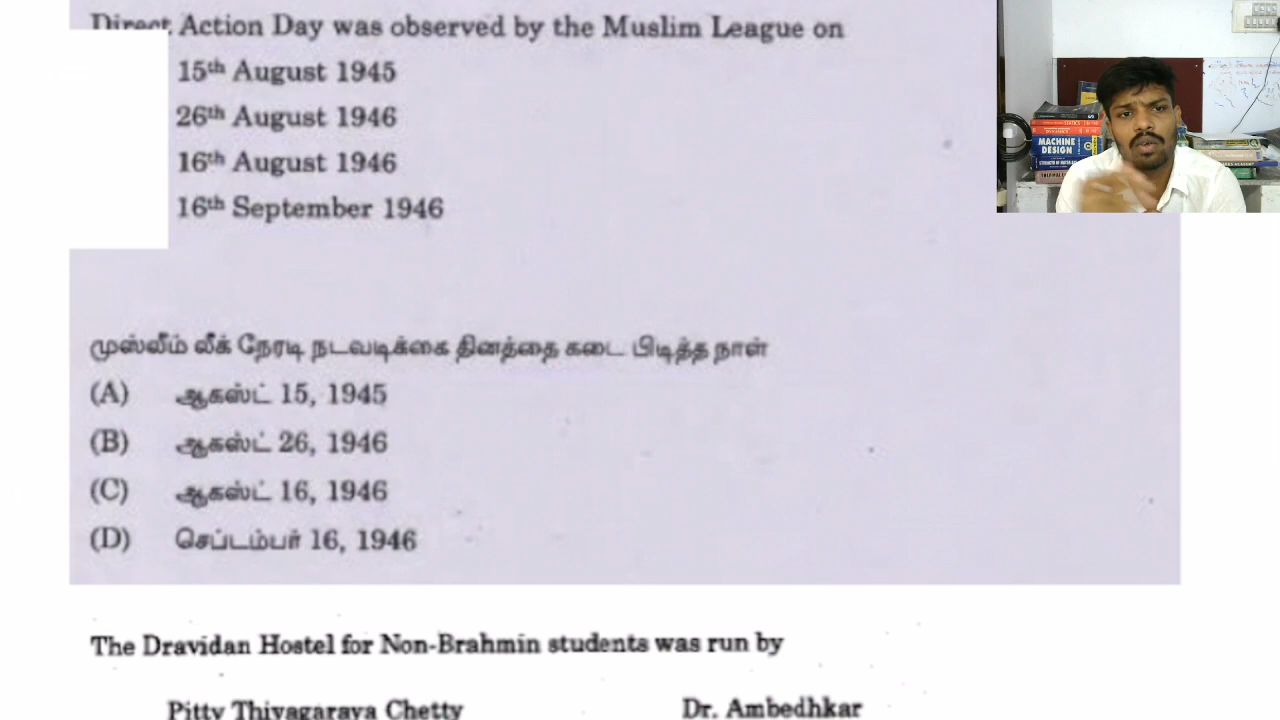 Direct Action Day was observed by the Muslim League on
15th August 1945
26th August 1946
16th August 1946
16th September 1946
முஸ்லீம் லீக் நேரடி நடவடிக்கை தினத்தை கடை பிடித்த நாள்
(A) ஆகஸ்ட் 15, 1945
(B) ஆகஸ்ட் 26, 1946
(C) ஆகஸ்ட் 16, 1946
(D) செப்டம்பர் 16, 1946
The Dravidan Hostel for Non-Brahmin students was run by
Pitty Thiyagaraya Chetty Dr. Ambedhkar
MACHINE
DESIGN